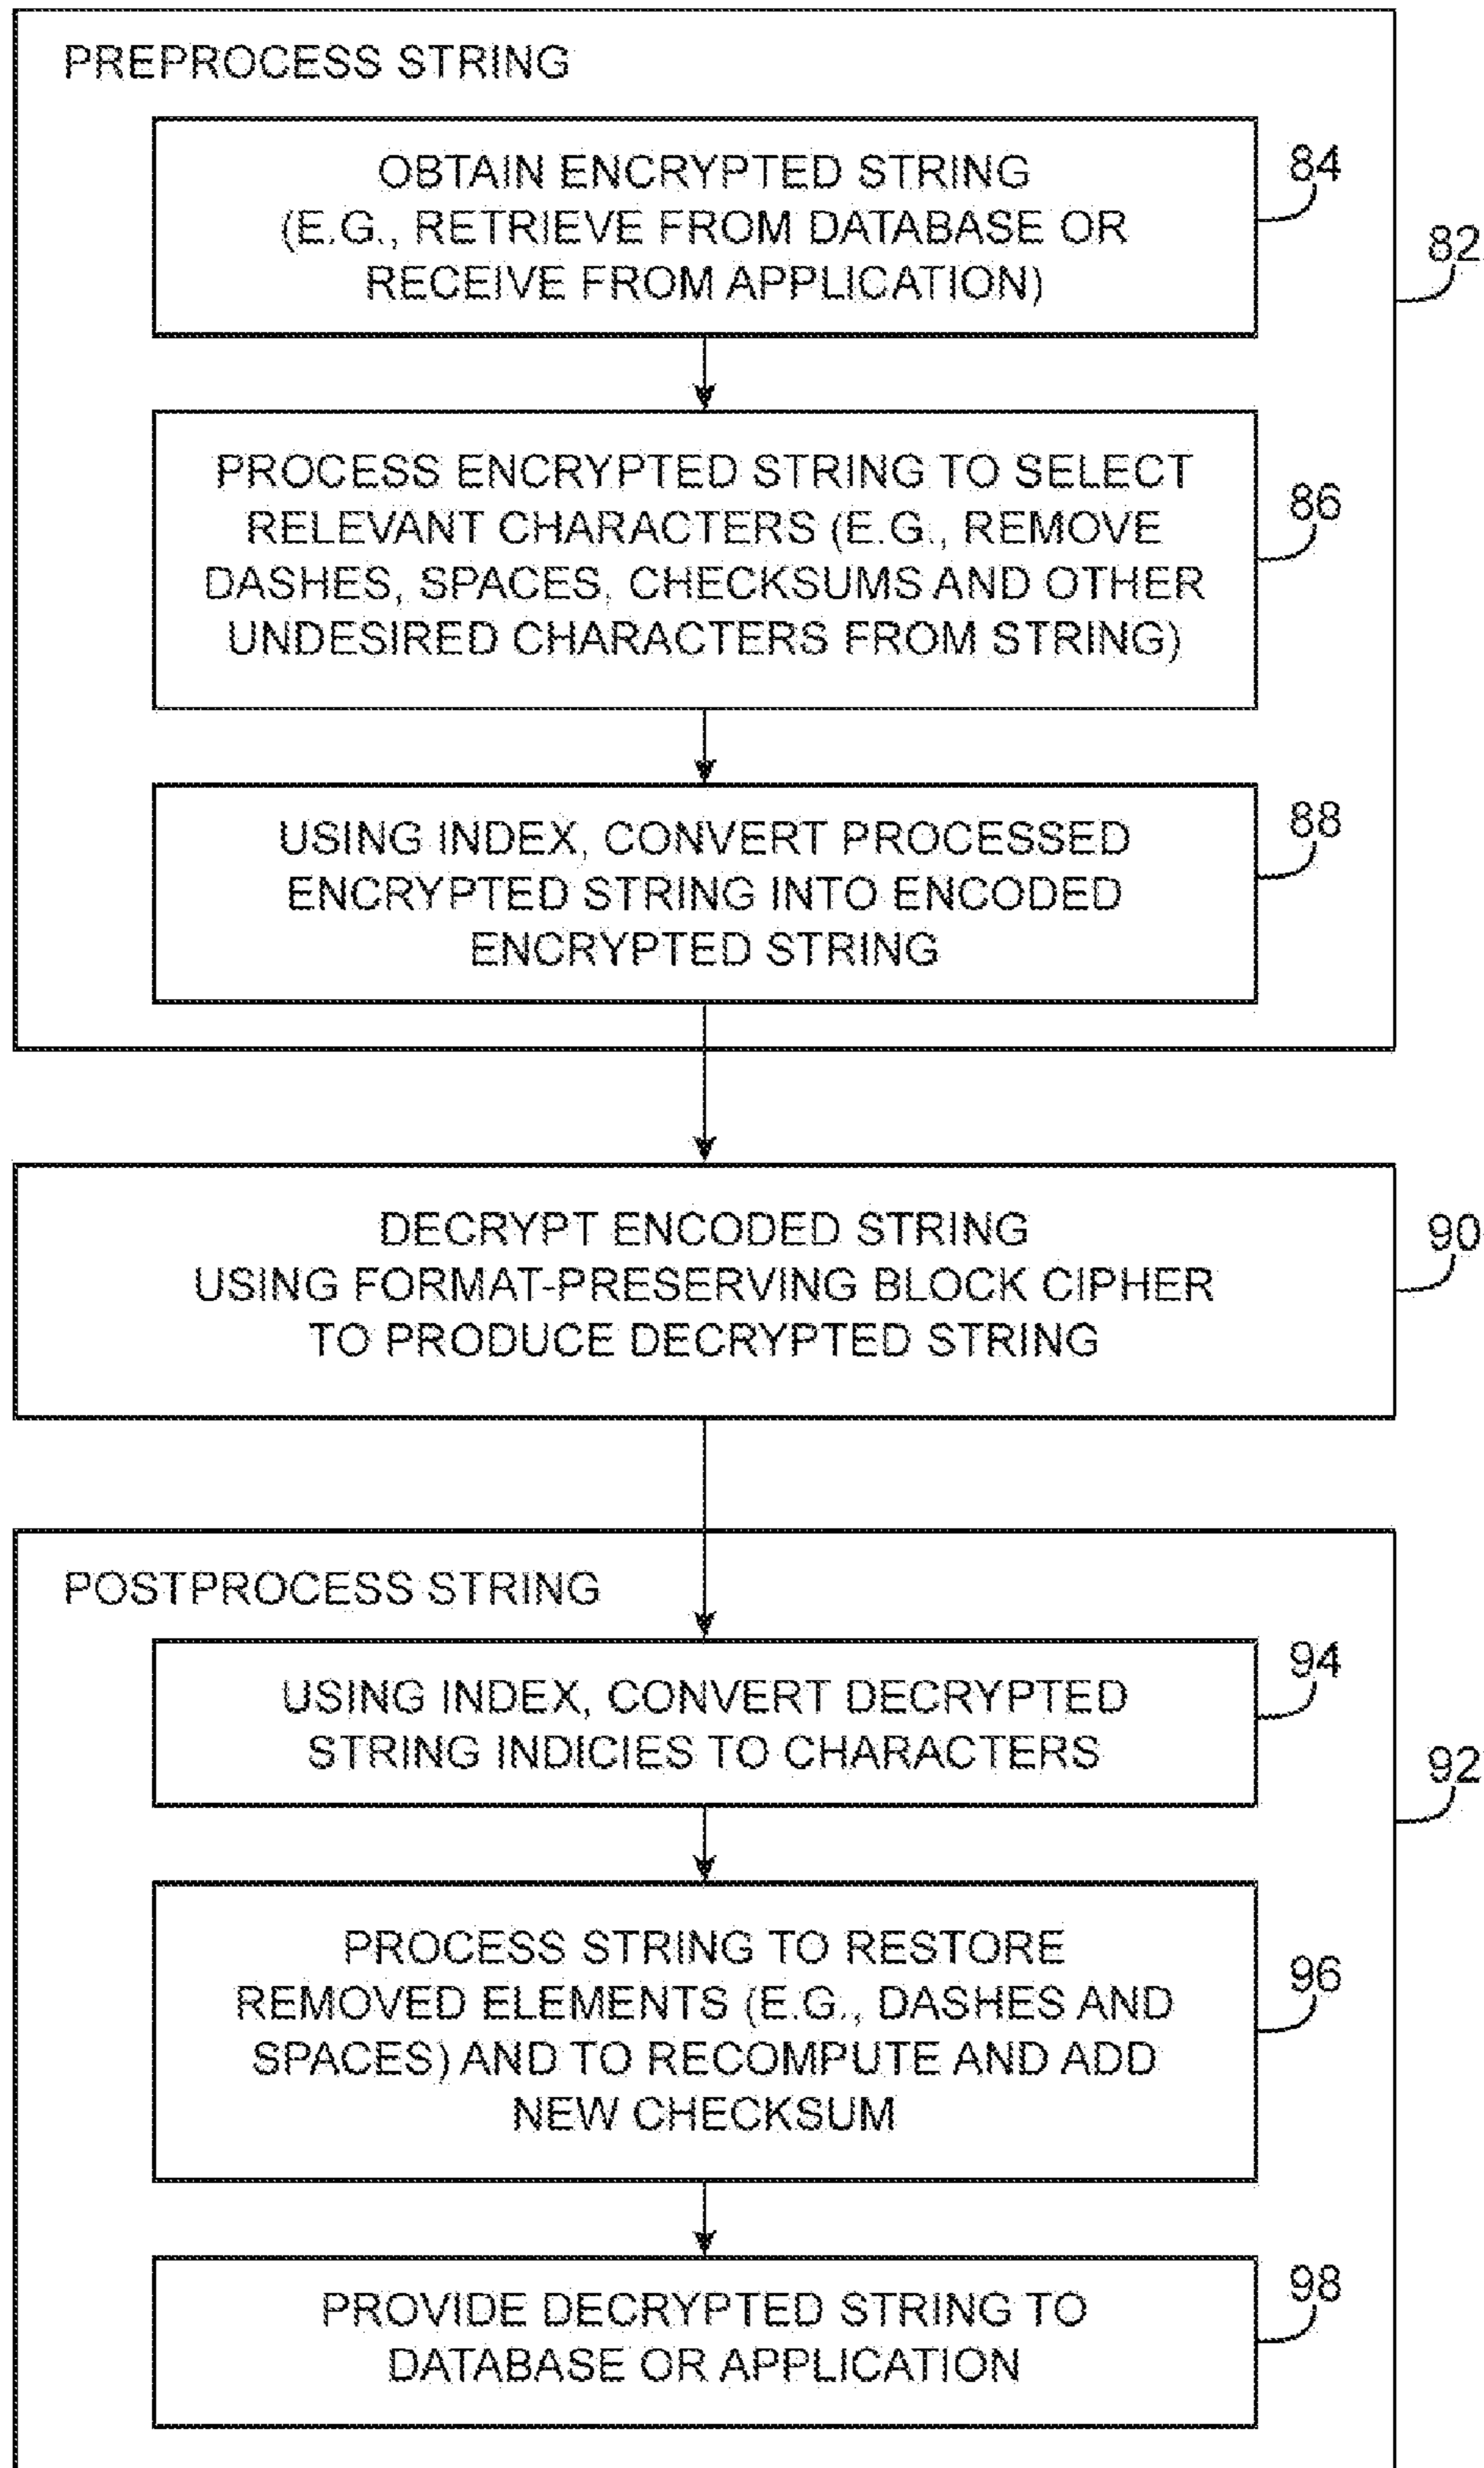 PREPROCESS STRING
OBTAIN ENCRYPTED STRING
(E.G., RETRIEVE FROM DATABASE OR
RECEIVE FROM APPLICATION)
84
82
PROCESS ENCRYPTED STRING TO SELECT
RELEVANT CHARACTERS (E.G., REMOVE
DASHES, SPACES, CHECKSUMS AND OTHER
UNDESIRED CHARACTERS FROM STRING)
86
USING INDEX, CONVERT PROCESSED
ENCRYPTED STRING INTO ENCODED
ENCRYPTED STRING
88
DECRYPT ENCODED STRING
USING FORMAT-PRESERVING BLOCK CIPHER
TO PRODUCE DECRYPTED STRING
90
POSTPROCESS STRING
USING INDEX, CONVERT DECRYPTED
STRING INDICIES TO CHARACTERS
94
92
PROCESS STRING TO RESTORE
REMOVED ELEMENTS (E.G., DASHES AND
SPACES) AND TO RECOMPUTE AND ADD
NEW CHECKSUM
96
PROVIDE DECRYPTED STRING TO
DATABASE OR APPLICATION
98